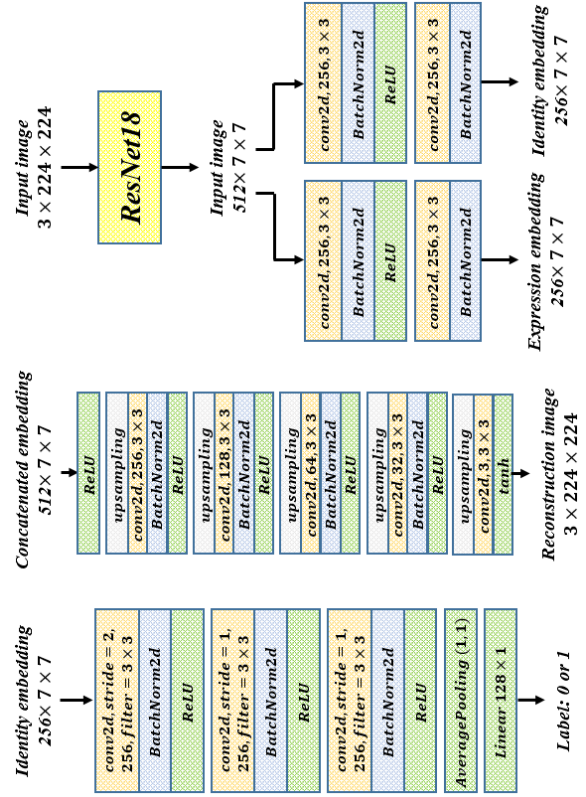 Input image
3 × 224 × 224
ResNet18
Input image
512× 7 × 7
conv2d, 256, 3 × 3
BatchNorm2d
ReLU
conv2d, 256, 3 × 3
BatchNorm2d
Expression embedding
256× 7 × 7
conv2d, 256, 3 × 3
BatchNorm2d
ReLU
conv2d, 256, 3 × 3
BatchNorm2d
Identity embedding
256× 7 × 7
Concatenated embedding
512× 7 × 7
ReLU
upsampling
conv2d, 256, 3 × 3
BatchNorm2d
ReLU
upsampling
conv2d, 128, 3 × 3
BatchNorm2d
ReLU
upsampling
conv2d, 64, 3 × 3
BatchNorm2d
ReLU
upsampling
conv2d, 32, 3 × 3
BatchNorm2d
ReLU
upsampling
conv2d, 3, 3 × 3
tanh
Reconstruction image
3 × 224 × 224
Identity embedding
256× 7 × 7
conv2d, stride = 2,
256, filter = 3 × 3
BatchNorm2d
ReLU
conv2d, stride = 1,
256, filter = 3 × 3
BatchNorm2d
ReLU
conv2d, stride = 1,
256, filter = 3 × 3
BatchNorm2d
ReLU
AveragePooling (1, 1)
Linear 128 × 1
Label: 0 or 1